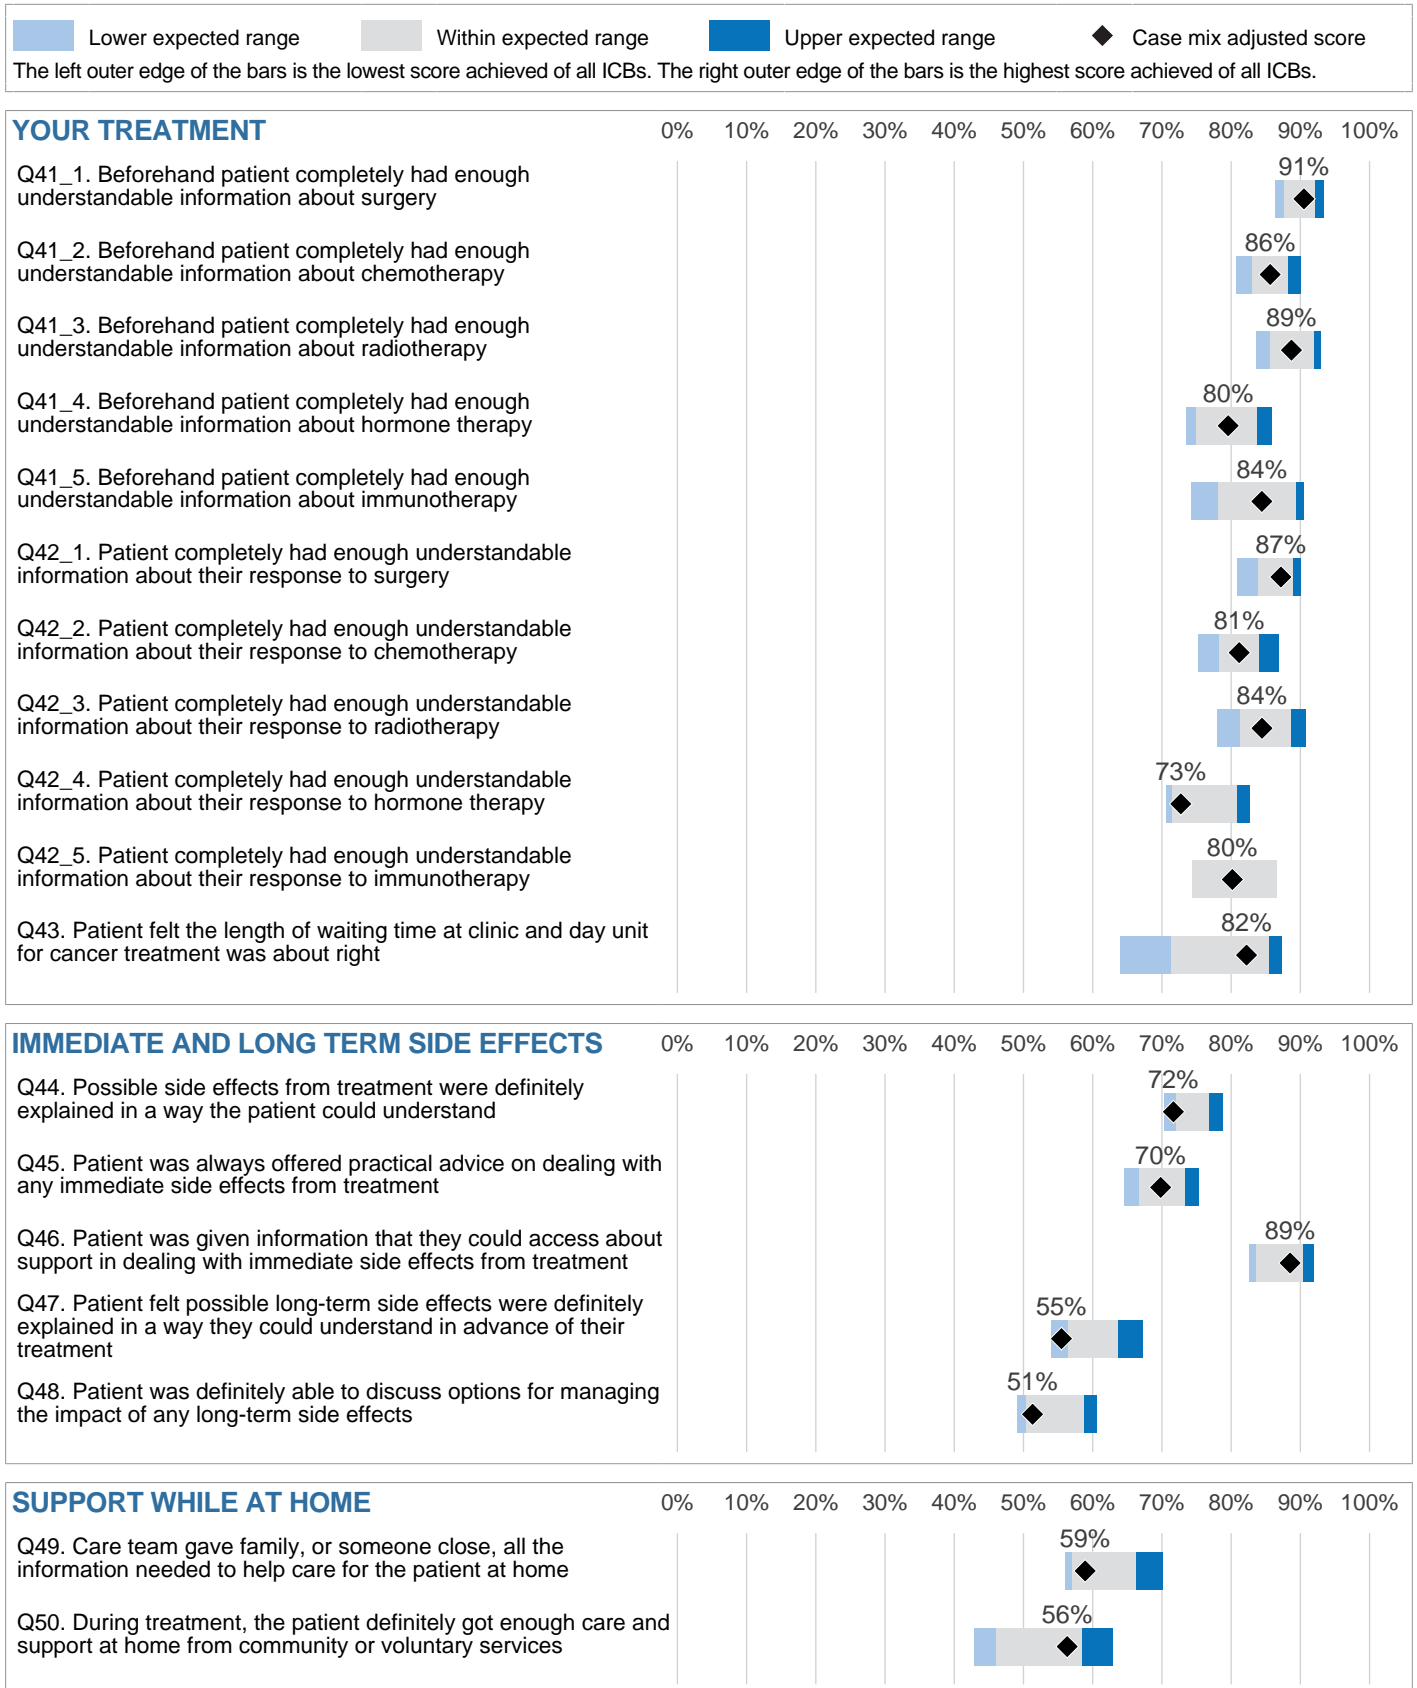 Lower expected range Within expected range Upper expected range Case mix adjusted score
The left outer edge of the bars is the lowest score achieved of all ICBs. The right outer edge of the bars is the highest score achieved of all ICBs.
YOUR TREATMENT 0% 10% 20% 30% 40% 50% 60% 70% 80% 90% 100%
Q41_1. Beforehand patient completely had enough
understandable information about surgery
91%
Q41_2. Beforehand patient completely had enough
understandable information about chemotherapy
86%
Q41_3. Beforehand patient completely had enough
understandable information about radiotherapy
89%
Q41_4. Beforehand patient completely had enough
understandable information about hormone therapy
80%
Q41_5. Beforehand patient completely had enough
understandable information about immunotherapy
84%
Q42_1. Patient completely had enough understandable
information about their response to surgery
87%
Q42_2. Patient completely had enough understandable
information about their response to chemotherapy
81%
Q42_3. Patient completely had enough understandable
information about their response to radiotherapy
84%
Q42_4. Patient completely had enough understandable
information about their response to hormone therapy
73%
Q42_5. Patient completely had enough understandable
information about their response to immunotherapy
80%
Q43. Patient felt the length of waiting time at clinic and day unit
for cancer treatment was about right
82%
IMMEDIATE AND LONG TERM SIDE EFFECTS 0% 10% 20% 30% 40% 50% 60% 70% 80% 90% 100%
Q44. Possible side effects from treatment were definitely
explained in a way the patient could understand
72%
Q45. Patient was always offered practical advice on dealing with
any immediate side effects from treatment
70%
Q46. Patient was given information that they could access about
support in dealing with immediate side effects from treatment
89%
Q47. Patient felt possible long-term side effects were definitely
explained in a way they could understand in advance of their
treatment
55%
Q48. Patient was definitely able to discuss options for managing
the impact of any long-term side effects
51%
SUPPORT WHILE AT HOME 0% 10% 20% 30% 40% 50% 60% 70% 80% 90% 100%
Q49. Care team gave family, or someone close, all the
information needed to help care for the patient at home
59%
Q50. During treatment, the patient definitely got enough care and
support at home from community or voluntary services
56%